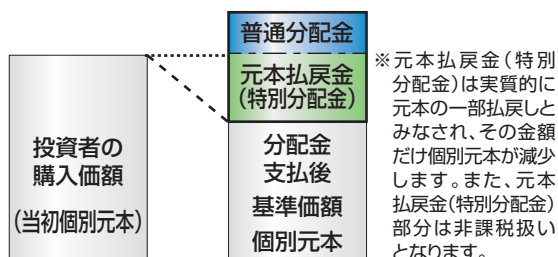 普通分配金
元本払戻金
(特別分配金)
投資者の
購入価額
(当初個別元本)
分配金
支払後
基準価額
個別元本
※元本払戻金(特別
分配金)は実質的に
元本の一部払戻しと
みなされ、その金額
だけ個別元本が減少
します。また、元本
払戻金(特別分配金)
部分は非課税扱い
となります。